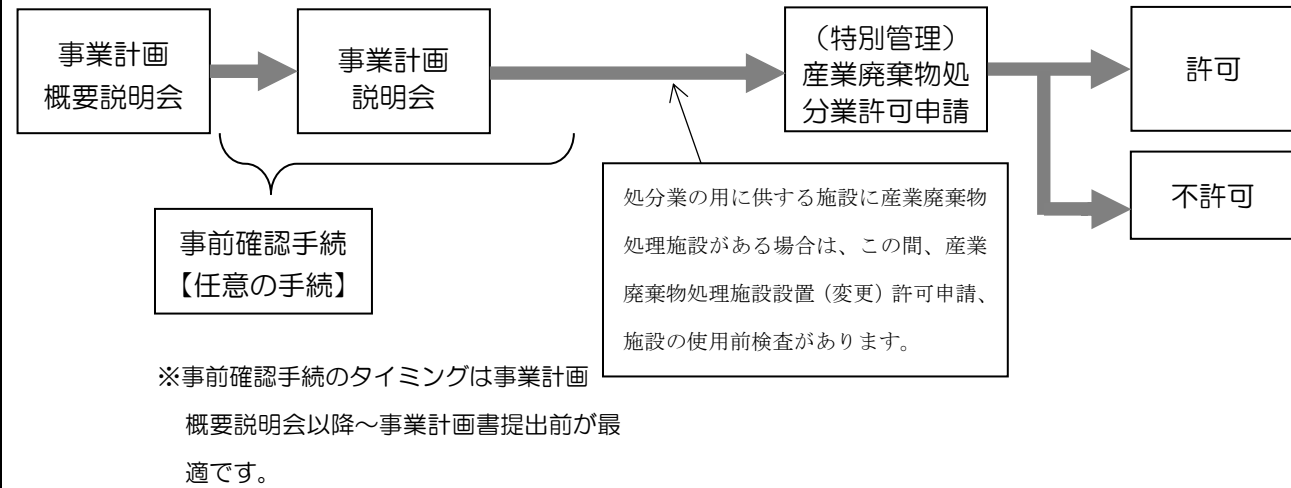 事業計画
概要説明会
事業計画
説明会
（特別管理）
産業廃棄物処
分業許可申請
許可
不許可
事前確認手続
【任意の手続】
処分業の用に供する施設に産業廃棄物
処理施設がある場合は、この間、産業
廃棄物処理施設設置（変更）許可申請、
施設の使用前検査があります。
※事前確認手続のタイミングは事業計画
概要説明会以降～事業計画書提出前が最
適です。